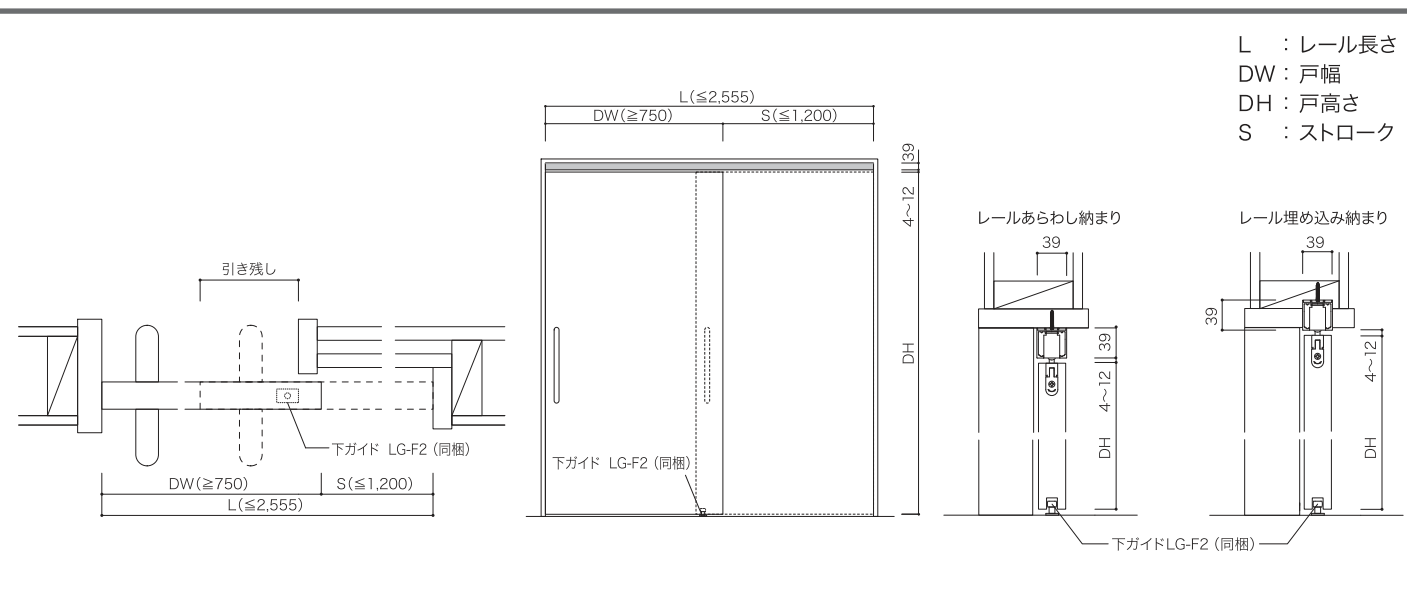 L : レール長さ
DW : 戸幅
DH : 戸高さ
S : ストローク
引き残し
下ガイド LG-F2（同梱）
DW(≧750)
S(≦1,200)
L(≦2,555)
L(≦2,555)
DW(≧750)
S(≦1,200)
39
4〜12
DH
下ガイド LG-F2（同梱）
レールあらわし納まり
39
39
4〜12
DH
レール埋め込み納まり
39
39
4〜12
DH
下ガイドLG-F2（同梱）